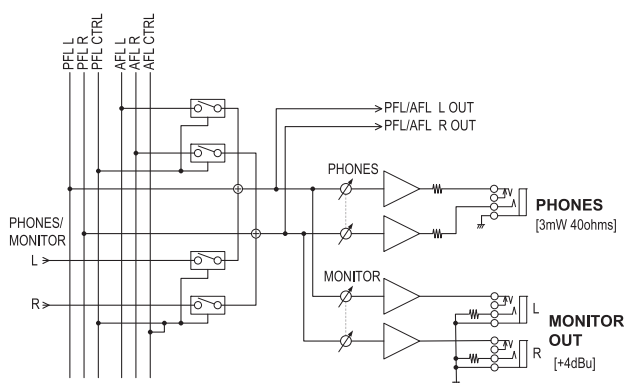 PFL L
PFL R
PFL CTRL
AFL L
AFL R
AFL CTRL
PFL/AFL L OUT
PFL/AFL R OUT
PHONES
PHONES
[3mW 40ohms]
PHONES/
MONITOR
L
MONITOR
R
L
MONITOR
OUT
R
[+4dBu]